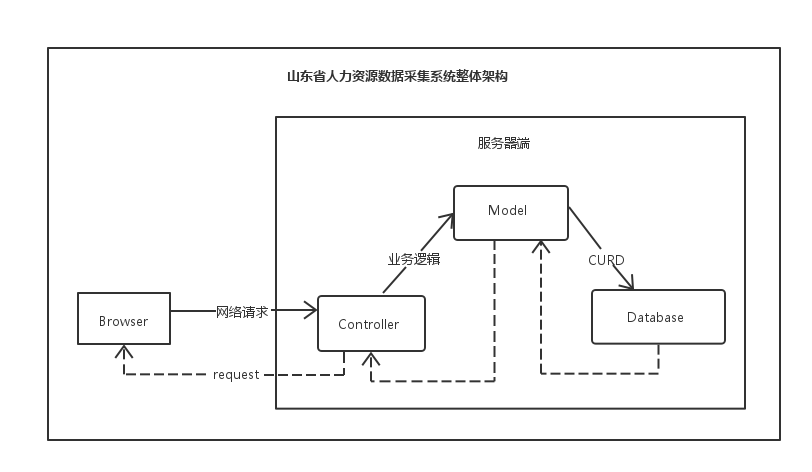 山东省人力资源数据采集系统整体架构
服务器端
Model
业务逻辑
CURD
Browser
网络请求
Controller
Database
request